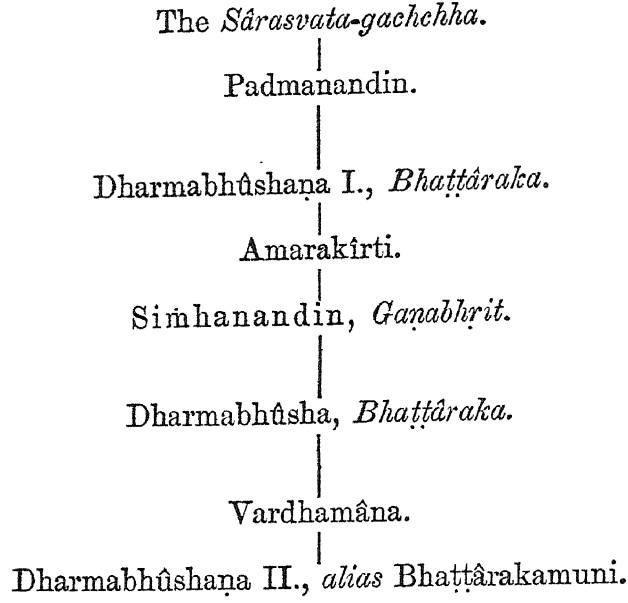 The Sârasvata-gachchha.
Padmanandin.
Dharmabhûshaṇa I., Bhaṭṭâraka.
Amarakîrti.
Siṁhanandin, Gaṇabhṛit.
Dharmabhûsha, Bhaṭṭâraka.
Vardhamâna.
Dharmabhûshaṇa II., alias Bhaṭṭârakamuni.